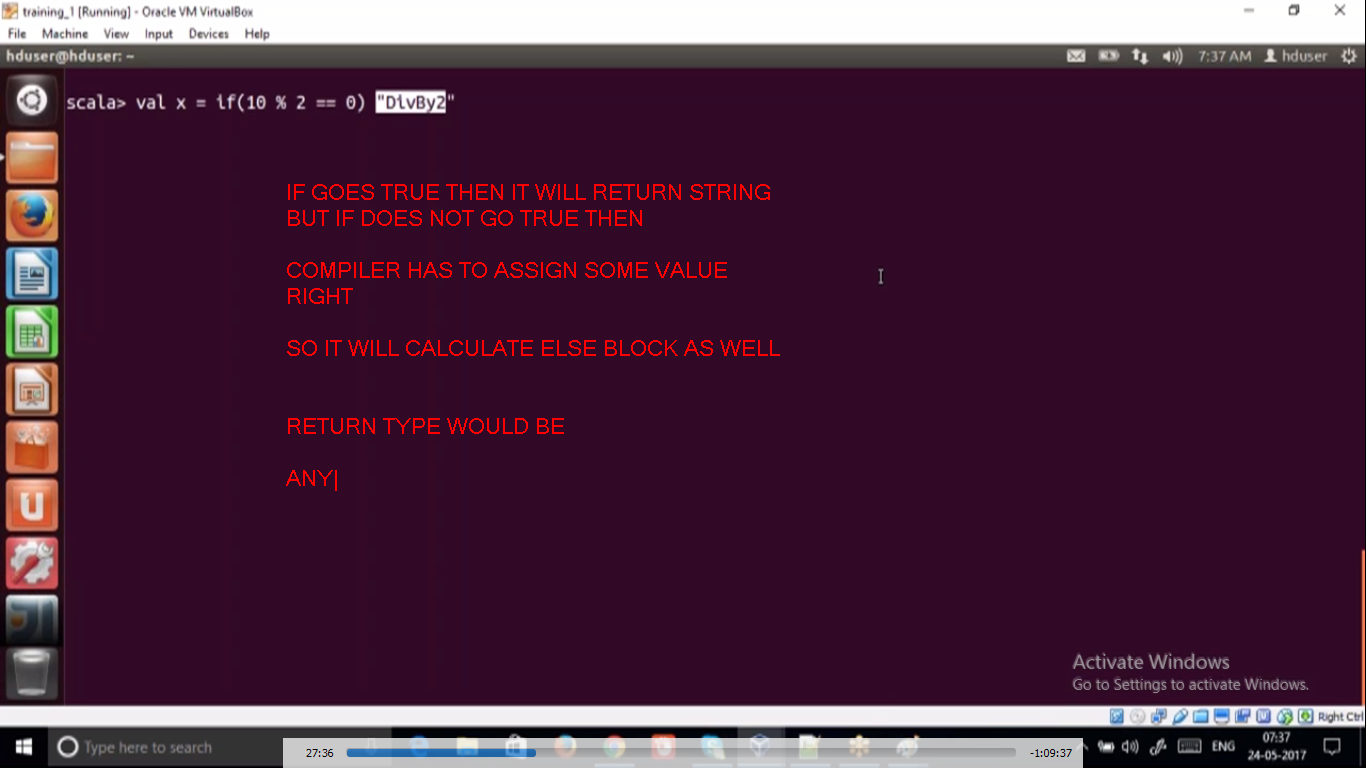 training_1 [Running] - Oracle VM VirtualBox
File Machine View Input Devices Help
hduser@hduser: ~
7:37 AM hduser
scala> val x = if(10 % 2 == 0) "DivBy2"
IF GOES TRUE THEN IT WILL RETURN STRING
BUT IF DOES NOT GO TRUE THEN
COMPILER HAS TO ASSIGN SOME VALUE
RIGHT
SO IT WILL CALCULATE ELSE BLOCK AS WELL
RETURN TYPE WOULD BE
ANY
Activate Windows
Go to Settings to activate Windows.
Right Ctrl
Type here to search
27:36
-1:09:37
ENG
07:37
24-05-2017